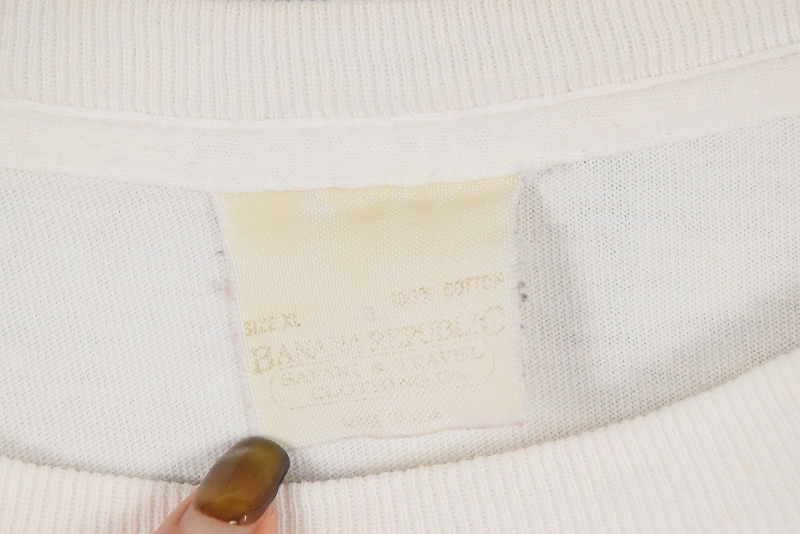 SIZE XL 100% COTTON
BANANA REPUBLIC
SAFARI & TRAVEL
CLOTHING CO.
MADE IN USA